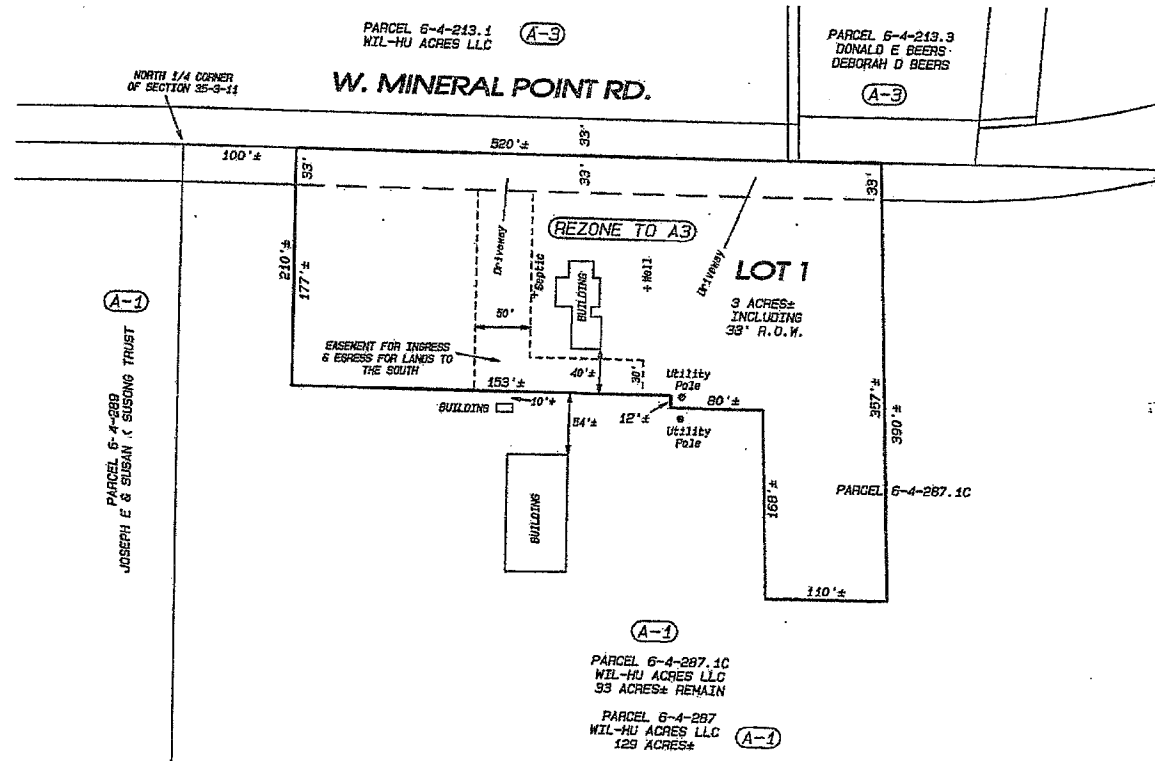 PARCEL 6-4-213.1
WIL-HU ACRES LLC
A-3
PARCEL 6-4-213.3
DONALD E BEERS
DEBORAH D BEERS
A-3
NORTH 1/4 CORNER
OF SECTION 35-3-11
W. MINERAL POINT RD.
100'±
520'±
33'
33'
33'
33'
REZONE TO A3
Driveway
Septic
BUILDING
Well
Driveway
LOT 1
3 ACRES±
INCLUDING
33' R.O.W.
210'±
177'±
A-1
PARCEL 6-4-289
JOSEPH E & SUSAN K SUSONG TRUST
50'
EASEMENT FOR INGRESS
& EGRESS FOR LANDS TO
THE SOUTH
153'±
40'±
30'
Utility
Pole
80'±
BUILDING
10'±
54'±
12'±
Utility
Pole
357'±
390'±
BUILDING
168'±
PARCEL 6-4-287.1C
110'±
A-1
PARCEL 6-4-287.1C
WIL-HU ACRES LLC
33 ACRES± REMAIN
PARCEL 6-4-287
WIL-HU ACRES LLC
129 ACRES±
A-1